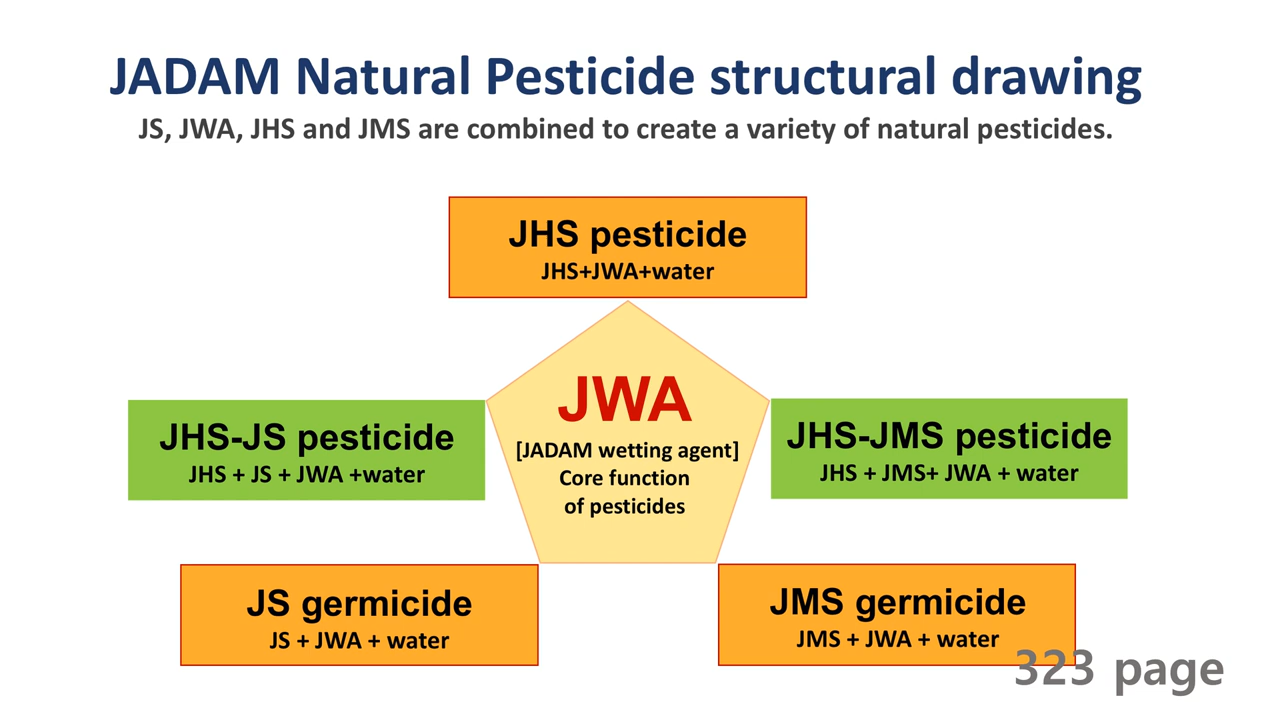 JADAM Natural Pesticide structural drawing
JS, JWA, JHS and JMS are combined to create a variety of natural pesticides.
JHS pesticide
JHS+JWA+water
JWA
[JADAM wetting agent]
Core function
of pesticides
JHS-JS pesticide
JHS + JS + JWA +water
JHS-JMS pesticide
JHS + JMS+ JWA + water
JS germicide
JS + JWA + water
JMS germicide
JMS + JWA + water
323 page